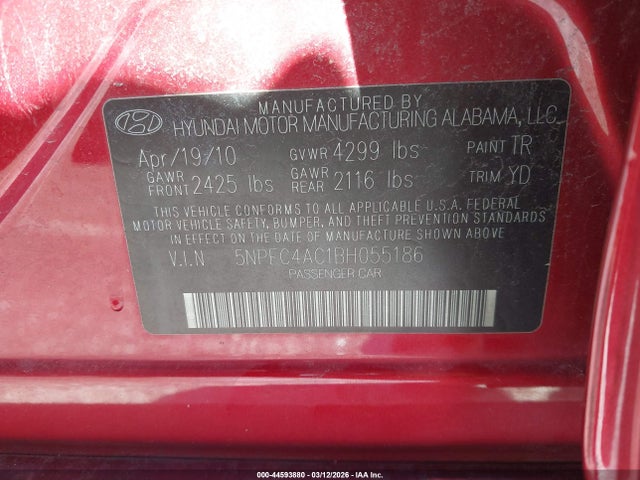 MANUFACTURED BY
HYUNDAI MOTOR MANUFACTURING ALABAMA, LLC
Apr/19/10 GVWR 4299 lbs PAINT TR
GAWR FRONT 2425 lbs GAWR REAR 2116 lbs TRIM YD
THIS VEHICLE CONFORMS TO ALL APPLICABLE U.S.A. FEDERAL
MOTOR VEHICLE SAFETY, BUMPER, AND THEFT PREVENTION STANDARDS
IN EFFECT ON THE DATE OF MANUFACTURE SHOWN ABOVE
V.I.N 5NPFC4AC1BH055186
PASSENGER CAR
000-44593880 - 03/12/2026 - IAA Inc.